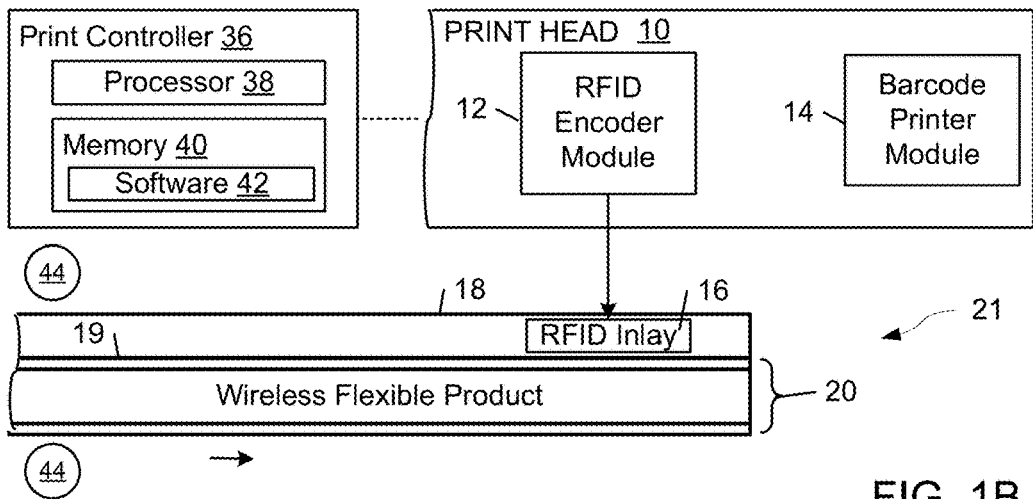 Print Controller 36
Processor 38
Memory 40
Software 42
PRINT HEAD 10
12
RFID
Encoder
Module
14
Barcode
Printer
Module
44
18
16
19
RFID Inlay
21
Wireless Flexible Product
20
44
FIG. 1B